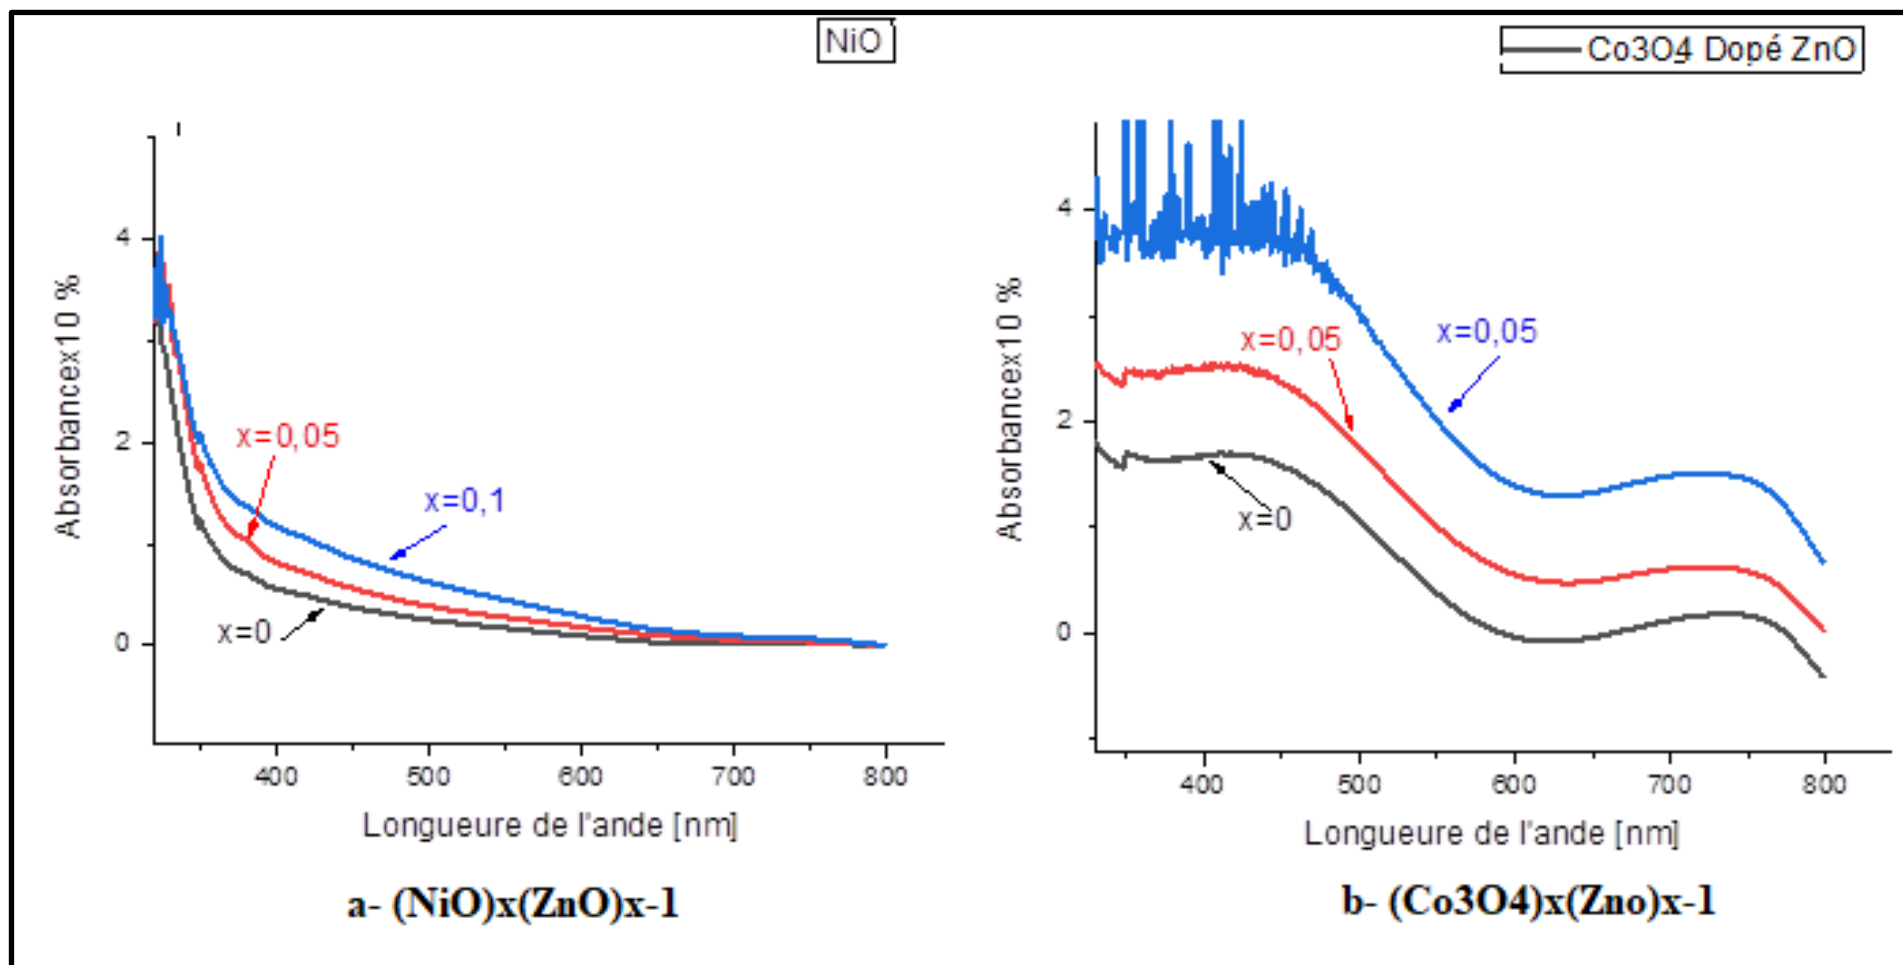 NiO
Absorbancex10 %
4
2
0
x=0,05
x=0,1
x=0
400 500 600 700 800
Longueure de l'ande [nm]
a- (NiO)x(ZnO)x-1
Co3O4 Dopé ZnO
Absorbancex10 %
4
2
0
x=0,05
x=0,05
x=0
400 500 600 700 800
Longueure de l'ande [nm]
b- (Co3O4)x(Zno)x-1